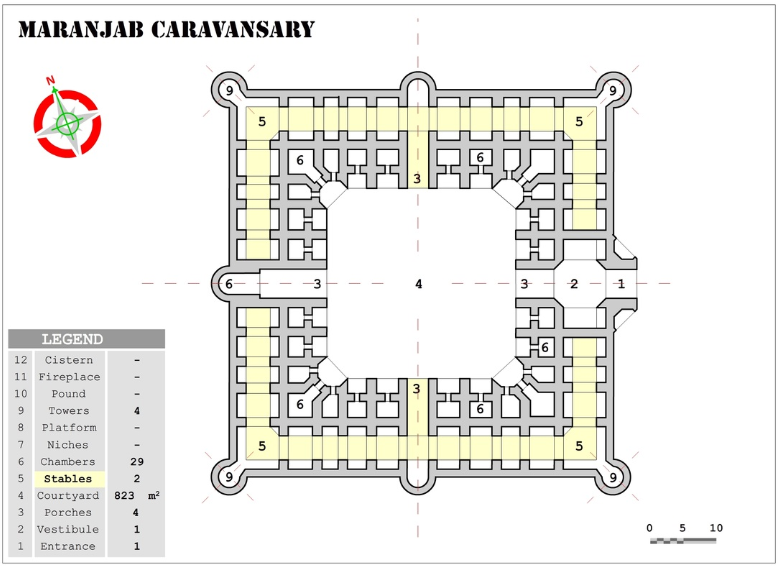 MARANJAB CARAVANSARY
N
9
9
5
5
6
6
3
6
3
4
3
2
1
6
3
6
6
5
5
9
9
LEGEND
12 Cistern -
11 Fireplace -
10 Pound -
9 Towers 4
8 Platform -
7 Niches -
6 Chambers 29
5 Stables 2
4 Courtyard 823 m²
3 Porches 4
2 Vestibule 1
1 Entrance 1
0 5 10